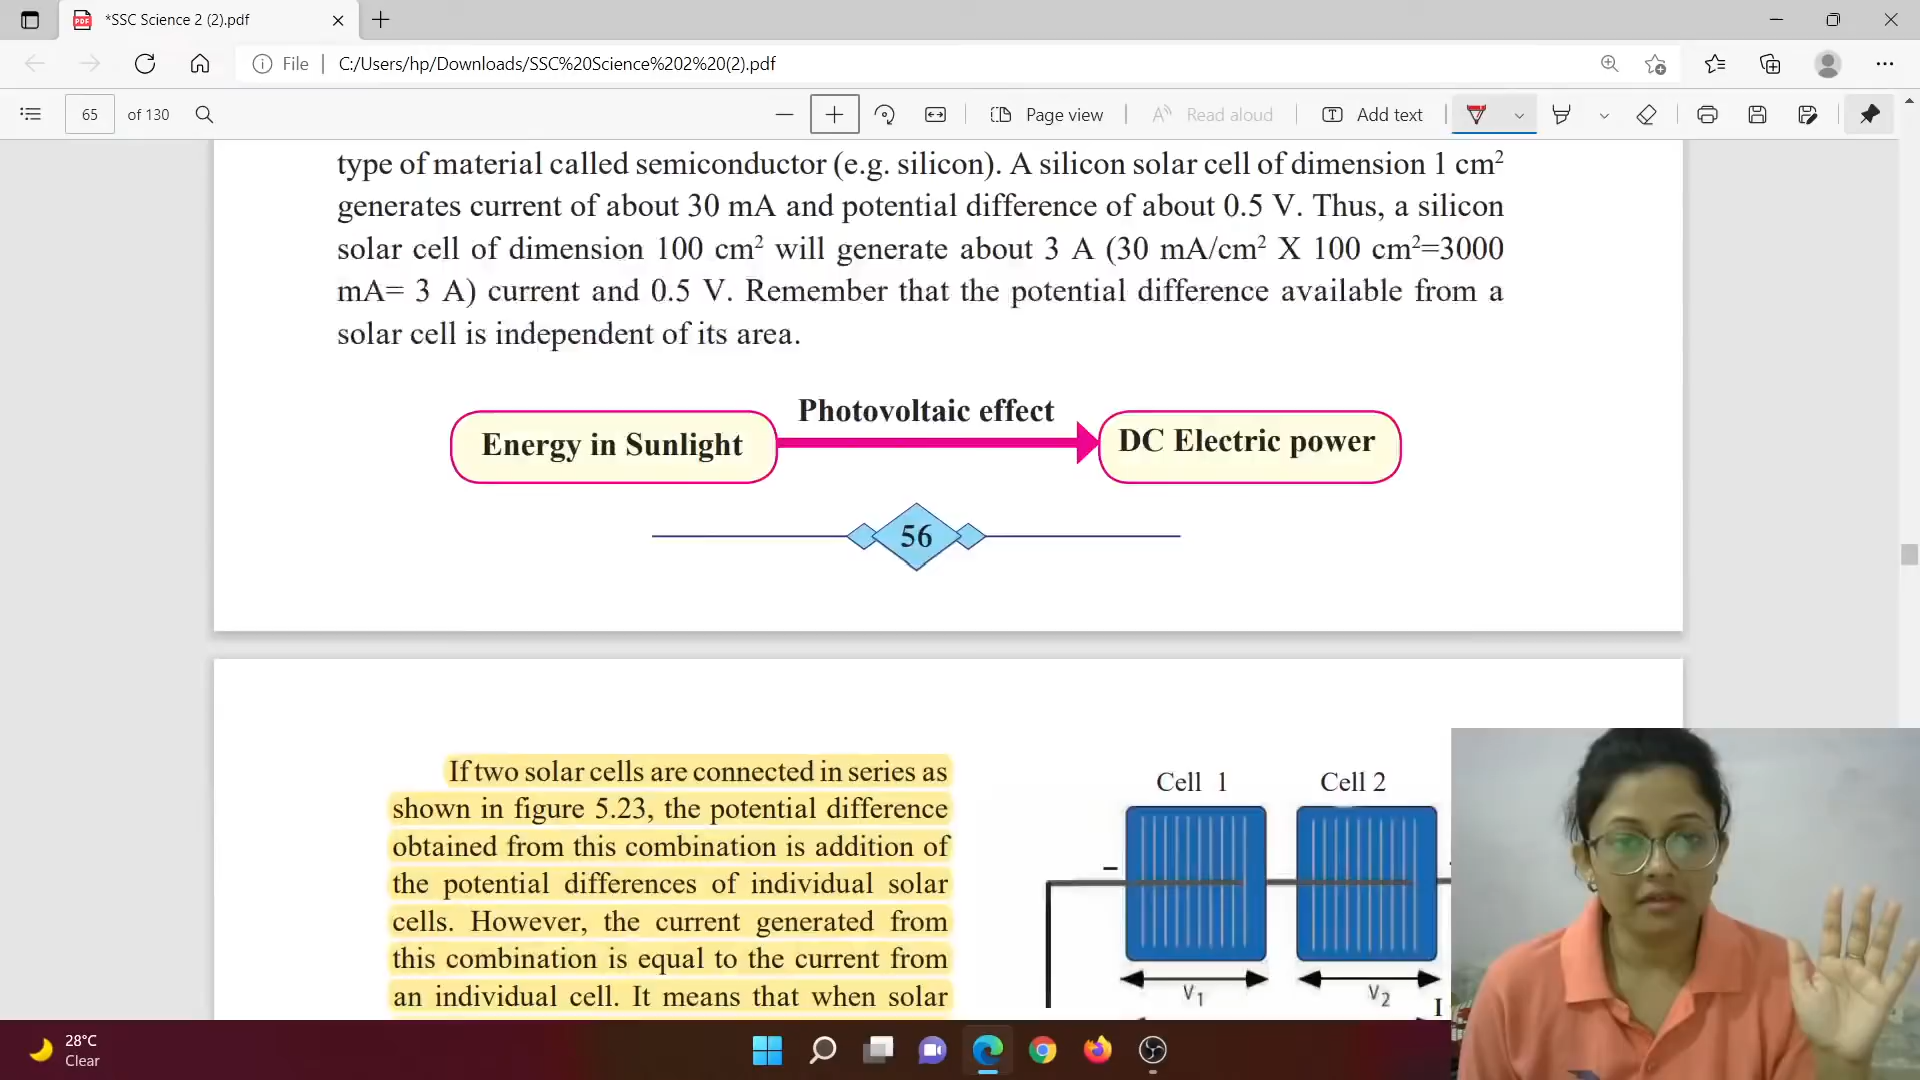 *SSC Science 2 (2).pdf
File
C:/Users/hp/Downloads/SSC%20Science%202%20(2).pdf
65 of 130
Page view
Read aloud
Add text
type of material called semiconductor (e.g. silicon). A silicon solar cell of dimension 1 cm²
generates current of about 30 mA and potential difference of about 0.5 V. Thus, a silicon
solar cell of dimension 100 cm² will generate about 3 A (30 mA/cm² X 100 cm²=3000
mA= 3 A) current and 0.5 V. Remember that the potential difference available from a
solar cell is independent of its area.
Photovoltaic effect
Energy in Sunlight
DC Electric power
56
If two solar cells are connected in series as
shown in figure 5.23, the potential difference
obtained from this combination is addition of
the potential differences of individual solar
cells. However, the current generated from
this combination is equal to the current from
an individual cell. It means that when solar
Cell 1
Cell 2
–
V₁
V₂
I
28°C
Clear